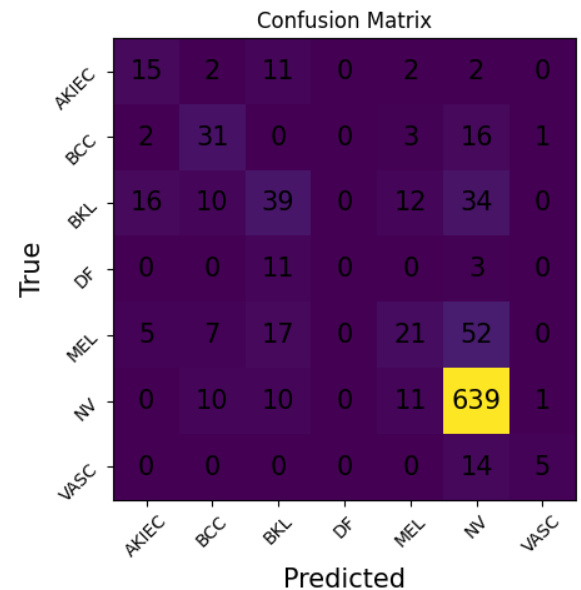 Confusion Matrix
True
AKIEC 15 2 11 0 2 2 0
BCC 2 31 0 0 3 16 1
BKL 16 10 39 0 12 34 0
DF 0 0 11 0 0 3 0
MEL 5 7 17 0 21 52 0
NV 0 10 10 0 11 639 1
VASC 0 0 0 0 0 14 5
AKIEC BCC BKL DF MEL NV VASC
Predicted